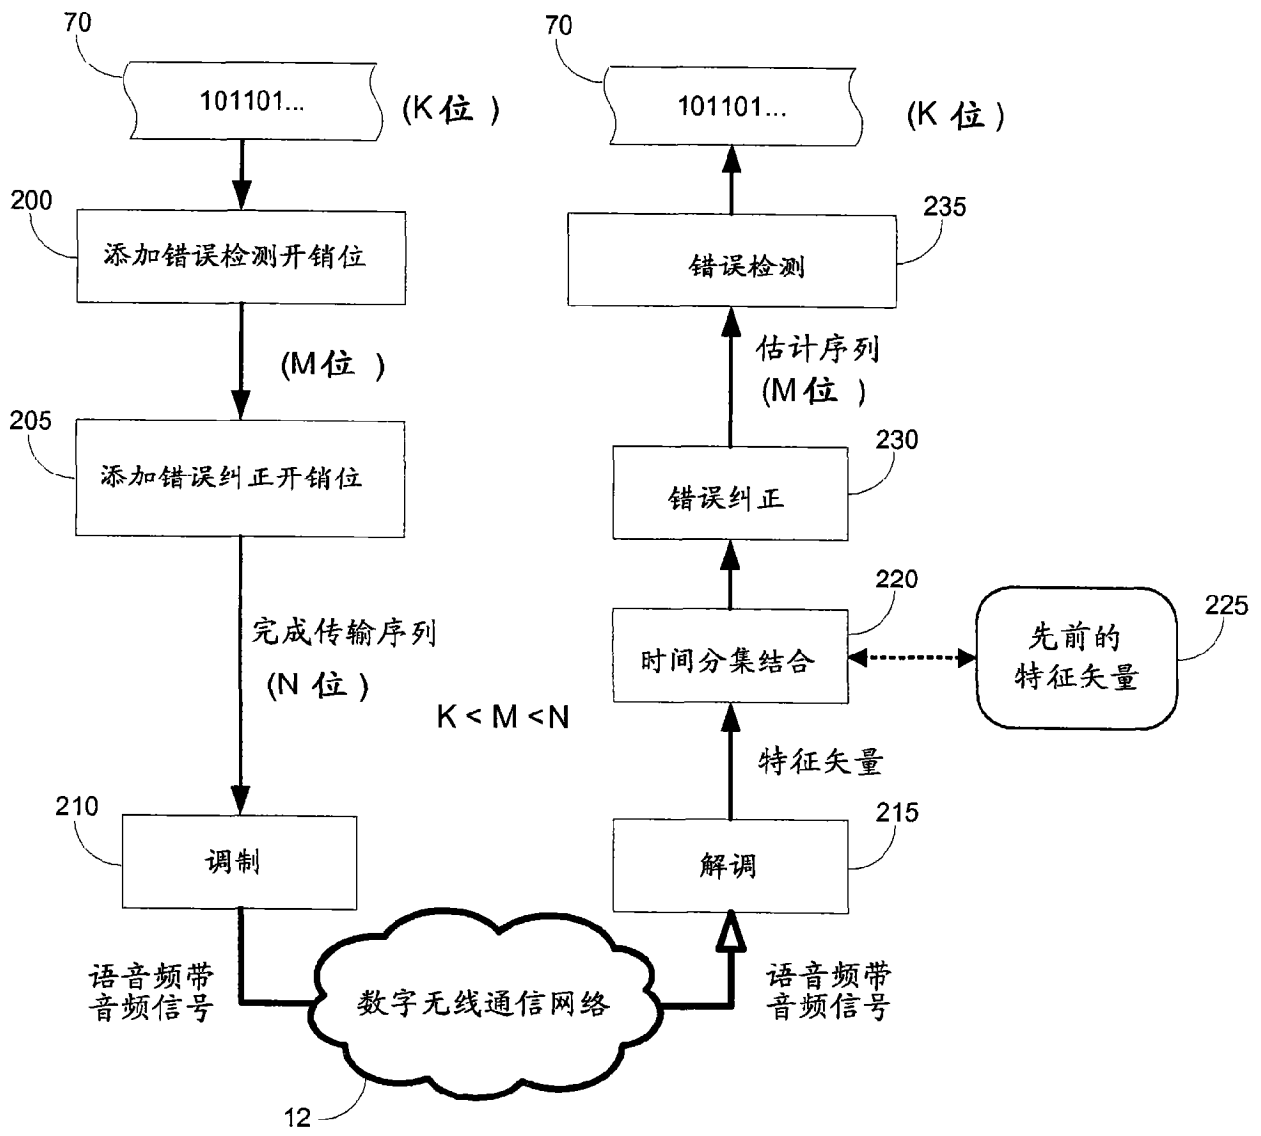 70
101101...
(K位)
200
添加错误检测开销位
(M位)
205
添加错误纠正开销位
完成传输序列
(N位)
K < M <N
210
调制
语音频带
音频信号
数字无线通信网络
12
70
101101...
(K 位)
235
错误检测
估计序列
(M位)
230
错误纠正
220
时间分集结合
225
先前的
特征矢量
特征矢量
215
解调
语音频带
音频信号